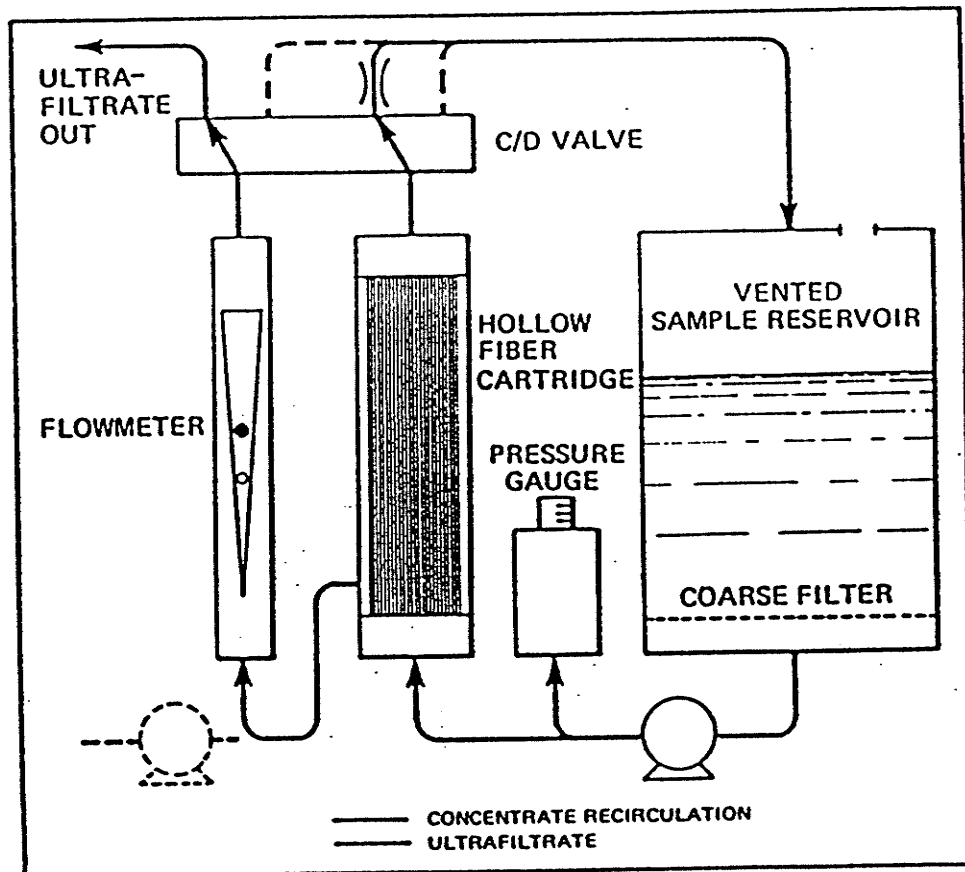 ULTRA-
FILTRATE
OUT
C/D VALVE
VENTED
SAMPLE RESERVOIR
HOLLOW
FIBER
CARTRIDGE
FLOWMETER
PRESSURE
GAUGE
COARSE FILTER
CONCENTRATE RECIRCULATION
ULTRAFILTRATE